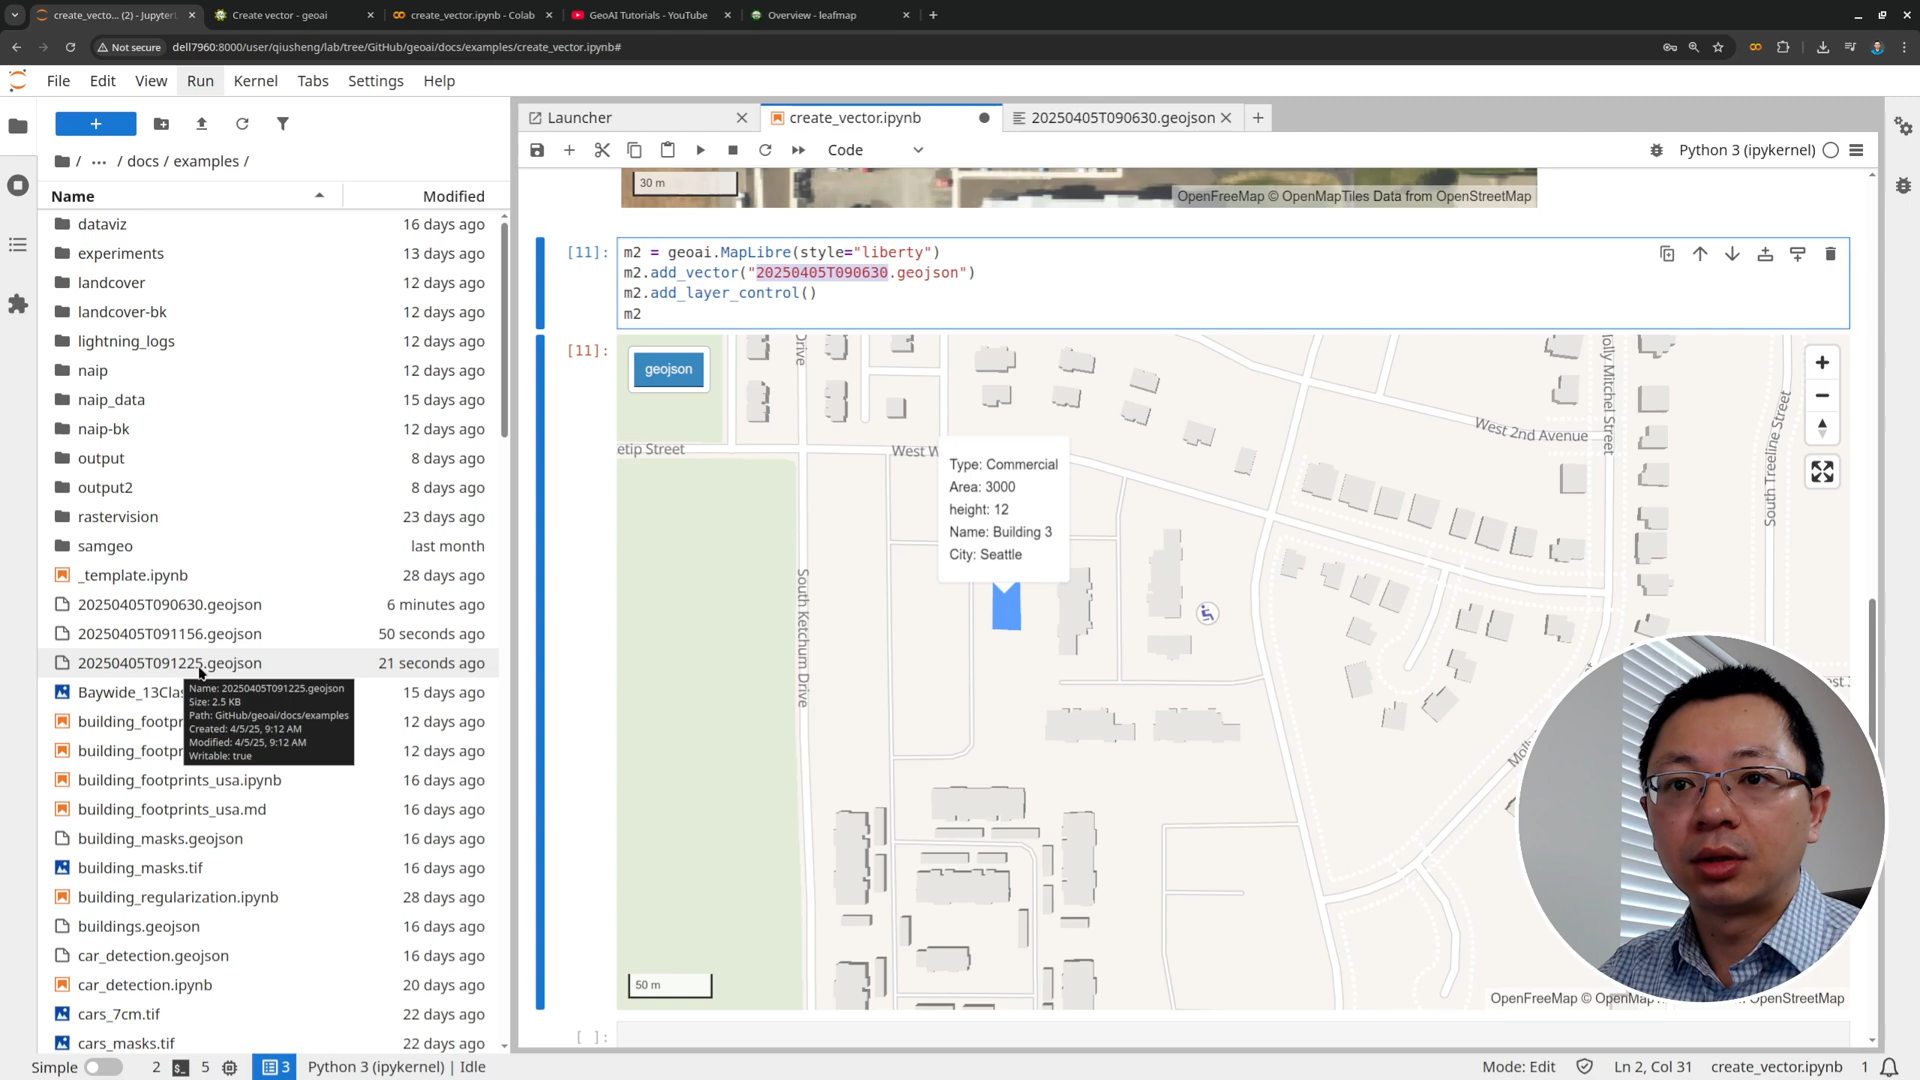 create_vecto... (2) - Jupyter
Create vector - geoai
create_vector.ipynb - Colab
GeoAI Tutorials - YouTube
Overview - leafmap
Not secure
dell7960:8000/user/qiusheng/lab/tree/GitHub/geoai/docs/examples/create_vector.ipynb#
File
Edit
View
Run
Kernel
Tabs
Settings
Help
/ ... / docs / examples /
Name
Modified
dataviz 16 days ago
experiments 13 days ago
landcover 12 days ago
landcover-bk 12 days ago
lightning_logs 12 days ago
naip 12 days ago
naip_data 15 days ago
naip-bk 12 days ago
output 8 days ago
output2 8 days ago
rastervision 23 days ago
samgeo last month
_template.ipynb 28 days ago
20250405T090630.geojson 6 minutes ago
20250405T091156.geojson 50 seconds ago
20250405T091225.geojson 21 seconds ago
Baywide_13Clas 15 days ago
building_footpr 12 days ago
building_footpr 12 days ago
building_footprints_usa.ipynb 16 days ago
building_footprints_usa.md 16 days ago
building_masks.geojson 16 days ago
building_masks.tif 16 days ago
building_regularization.ipynb 28 days ago
buildings.geojson 16 days ago
car_detection.geojson 16 days ago
car_detection.ipynb 20 days ago
cars_7cm.tif 22 days ago
cars_masks.tif 22 days ago
Name: 20250405T091225.geojson
Size: 2.5 KB
Path: GitHub/geoai/docs/examples
Created: 4/5/25, 9:12 AM
Modified: 4/5/25, 9:12 AM
Writable: true
Launcher
create_vector.ipynb
20250405T090630.geojson
Code
Python 3 (ipykernel)
30 m
OpenFreeMap © OpenMapTiles Data from OpenStreetMap
[11]:
m2 = geoai.MapLibre(style="liberty")
m2.add_vector("20250405T090630.geojson")
m2.add_layer_control()
m2
[11]:
geojson
Drive
etip Street
West W
West 2nd Avenue
olly Mitchel Street
South Treeline Street
South Ketchum Drive
Type: Commercial
Area: 3000
height: 12
Name: Building 3
City: Seattle
50 m
OpenFreeMap © OpenMap
OpenStreetMap
[ ]:
Simple
2
5
3
Python 3 (ipykernel) | Idle
Mode: Edit
Ln 2, Col 31
create_vector.ipynb
1